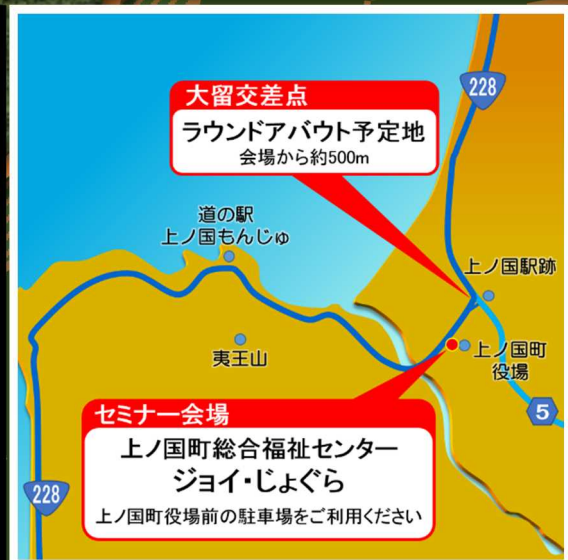 228
大留交差点
ラウンドアバウト予定地
会場から約500m
道の駅
上ノ国もんじゅ
上ノ国駅跡
夷王山
上ノ国町
役場
セミナー会場
上ノ国町総合福祉センター
ジョイ・じょぐら
上ノ国町役場前の駐車場をご利用ください
5
228